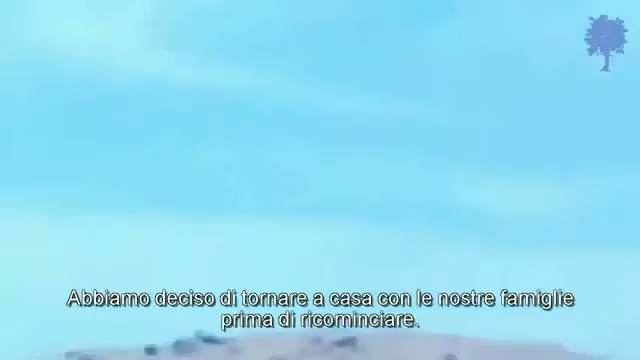 Abbiamo deciso di tornare a casa con le nostre famiglie
prima di ricominciare.